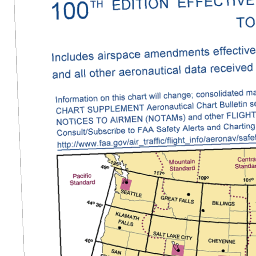 100TH EDITION EFFECTIVE
TO
Includes airspace amendments effective
and all other aeronautical data received
Information on this chart will change; consolidated
CHART SUPPLEMENT Aeronautical Chart Bulletin
NOTICES TO AIRMEN (NOTAMs) and other FLIGHT
Consult/Subscribe to FAA Safety Alerts and Charting
http://www.faa.gov/air_traffic/flight_info/aeronav/safe
Pacific
Standard
Mountain
Standard
Central
Standard
49°
117°
109°
101°
SEATTLE
GREAT FALLS
BILLINGS
44° 30'
KLAMATH
FALLS
SALT LAKE CITY
CHEYENNE
40°
SAN